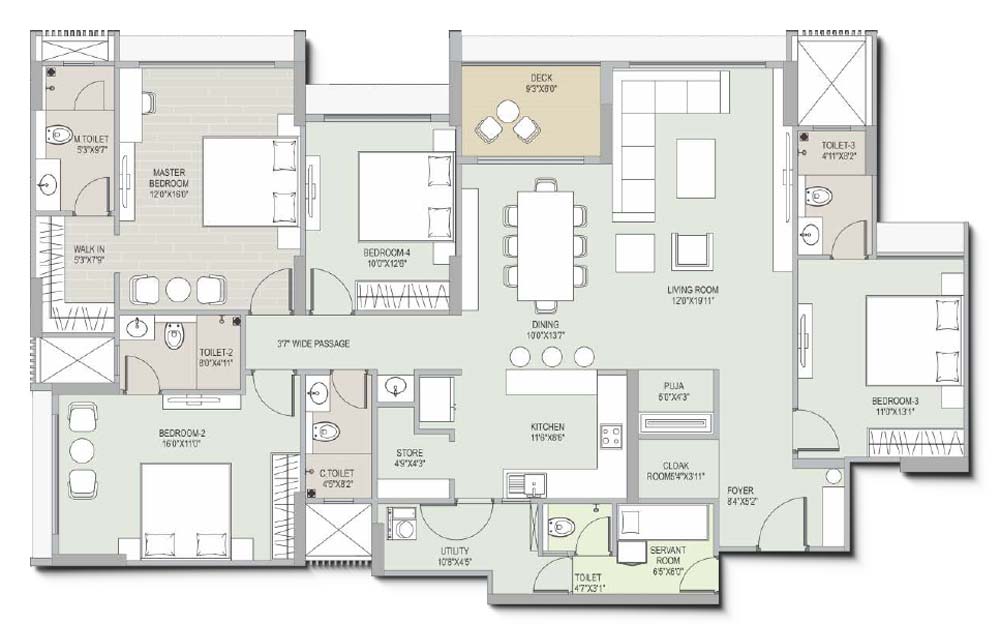 DECK
9'3"X6'0"
M.TOILET
5'3"X9'7"
MASTER
BEDROOM
12'0"X16'0"
TOILET-3
4'11"X8'2"
WALK IN
5'3"X7'9"
BEDROOM-4
10'0"X12'6"
LIVING ROOM
12'0"X19'11"
DINING
10'0"X13'7"
3'7" WIDE PASSAGE
TOILET-2
8'0"X4'11"
PUJA
5'0"X4'3"
BEDROOM-3
11'0"X13'1"
BEDROOM-2
16'0"X11'0"
KITCHEN
11'6"X8'6"
STORE
4'9"X4'3"
C.TOILET
4'5"X8'2"
CLOAK
ROOM5'4"X3'11"
FOYER
8'4"X5'2"
UTILITY
10'8"X4'5"
SERVANT
ROOM
6'5"X6'0"
TOILET
4'7"X3'1"